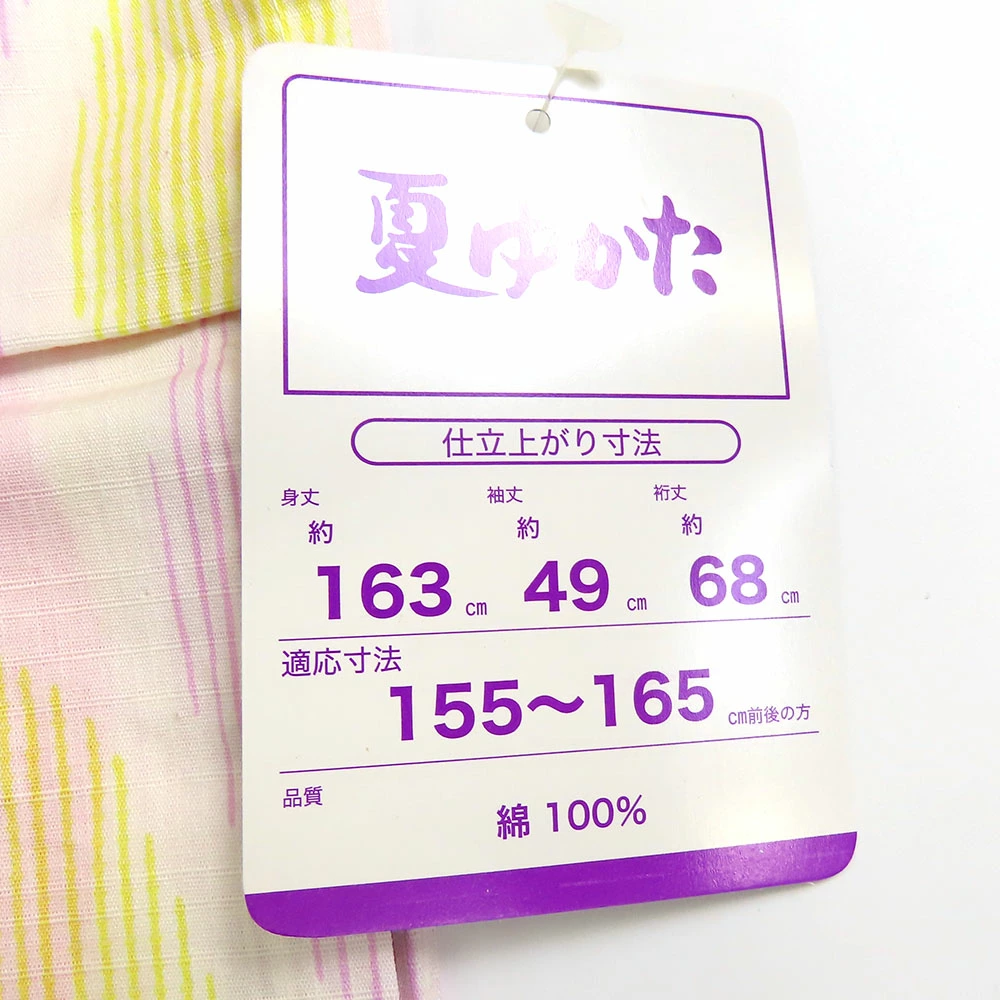 夏ゆかた
仕立上がり寸法
身丈 袖丈 裄丈
約 約 約
163cm 49cm 68cm
適応寸法
155～165cm前後の方
品質
綿 100%